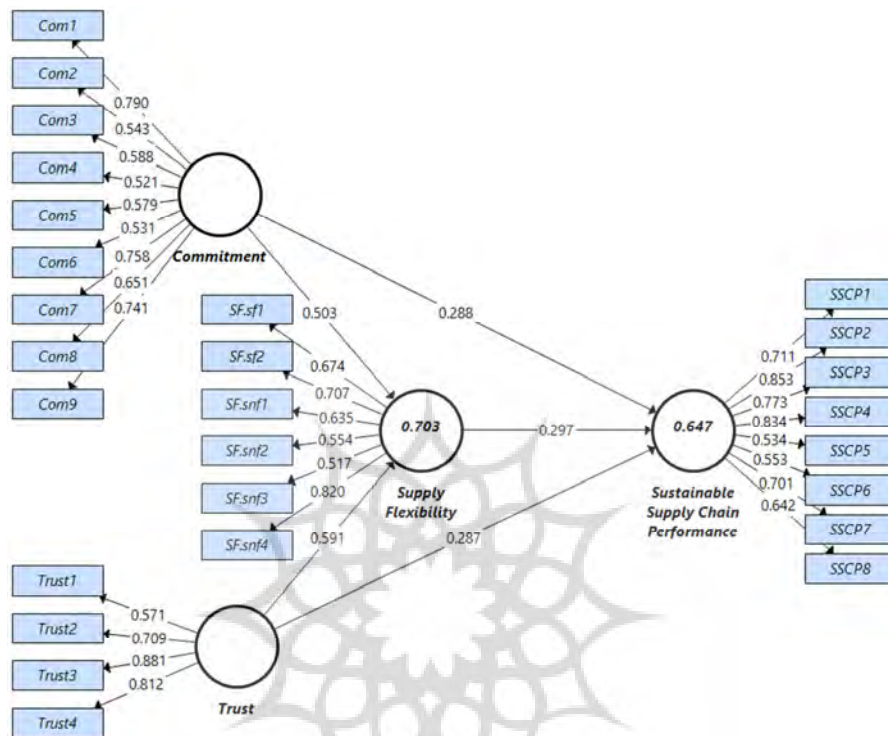 Com1
Com2
Com3
Com4
Com5
Com6
Com7
Com8
Com9
0.790
0.543
0.588
0.521
0.579
0.531
0.758
0.651
0.741
Commitment
0.503
0.288
SF.sf1
SF.sf2
SF.snf1
SF.snf2
SF.snf3
SF.snf4
0.674
0.707
0.635
0.554
0.517
0.820
0.703
Supply
Flexibility
0.297
0.591
0.287
0.647
Sustainable
Supply Chain
Performance
0.711
0.853
0.773
0.834
0.534
0.553
0.701
0.642
SSCP1
SSCP2
SSCP3
SSCP4
SSCP5
SSCP6
SSCP7
SSCP8
Trust1
Trust2
Trust3
Trust4
0.571
0.709
0.881
0.812
Trust